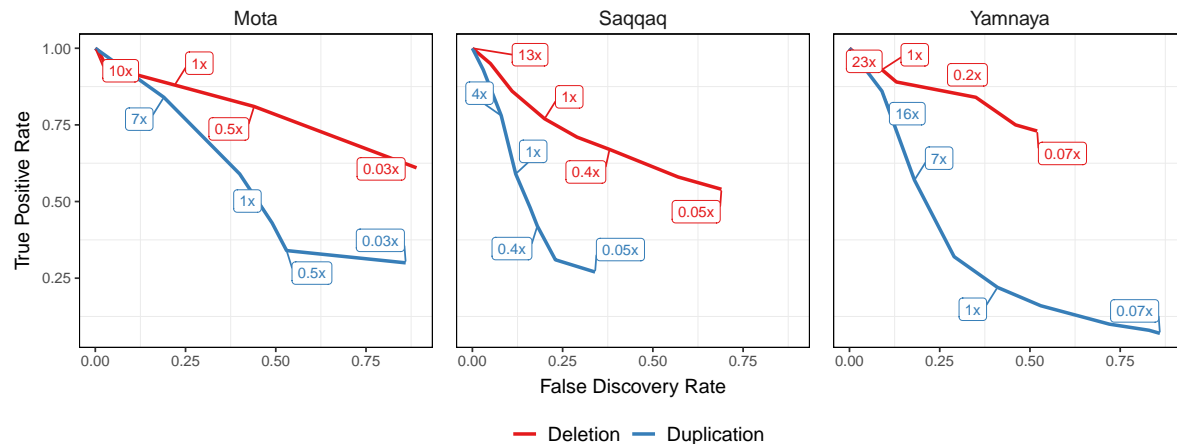 Mota
Saqqaq
Yamnaya
True Positive Rate
1.00
0.75
0.50
0.25
10x
1x
0.5x
0.03x
7x
1x
0.5x
0.03x
13x
1x
0.4x
0.05x
4x
1x
0.4x
0.05x
23x
1x
0.2x
0.07x
16x
7x
1x
0.07x
0.00 0.25 0.50 0.75
0.00 0.25 0.50 0.75
0.00 0.25 0.50 0.75
False Discovery Rate
Deletion Duplication